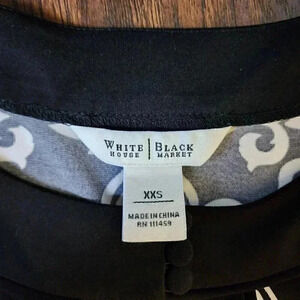 WHITE | BLACK
HOUSE | MARKET
XXS
MADE IN CHINA
RN 111459